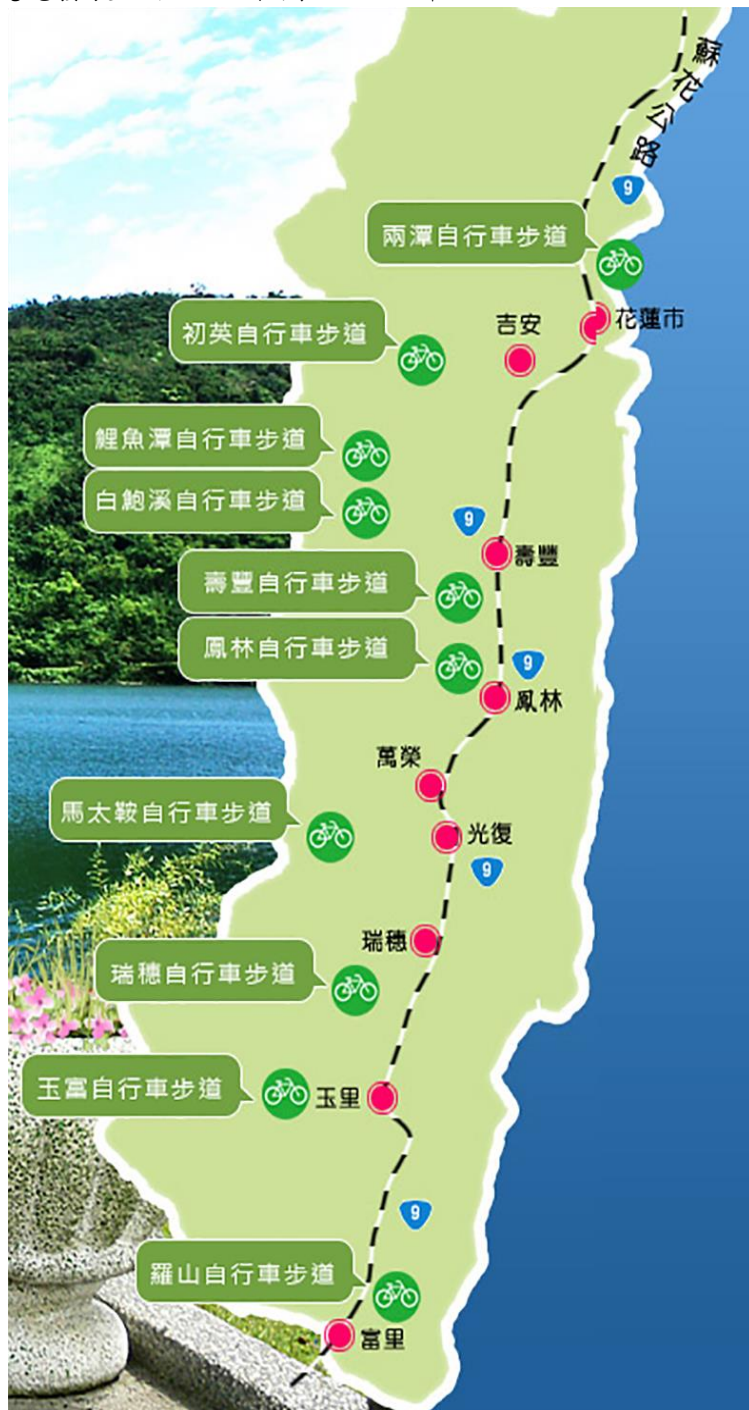 蘇花公路
9
兩潭自行車步道
花蓮市
吉安
初英自行車步道
鯉魚潭自行車步道
白鮑溪自行車步道
9
壽豐
壽豐自行車步道
鳳林自行車步道
9
鳳林
萬榮
馬太鞍自行車步道
光復
9
瑞穗
瑞穗自行車步道
玉富自行車步道
玉里
9
羅山自行車步道
富里